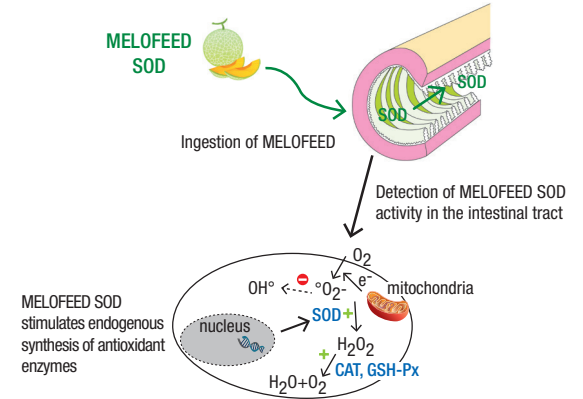 MELOFEED
SOD
SOD
SOD
Ingestion of MELOFEED
Detection of MELOFEED SOD
activity in the intestinal tract
O2
e-
OH° °O2-
mitochondria
MELOFEED SOD
stimulates endogenous
synthesis of antioxidant
enzymes
nucleus
SOD +
H2O2
+
CAT, GSH-Px
H2O+O2